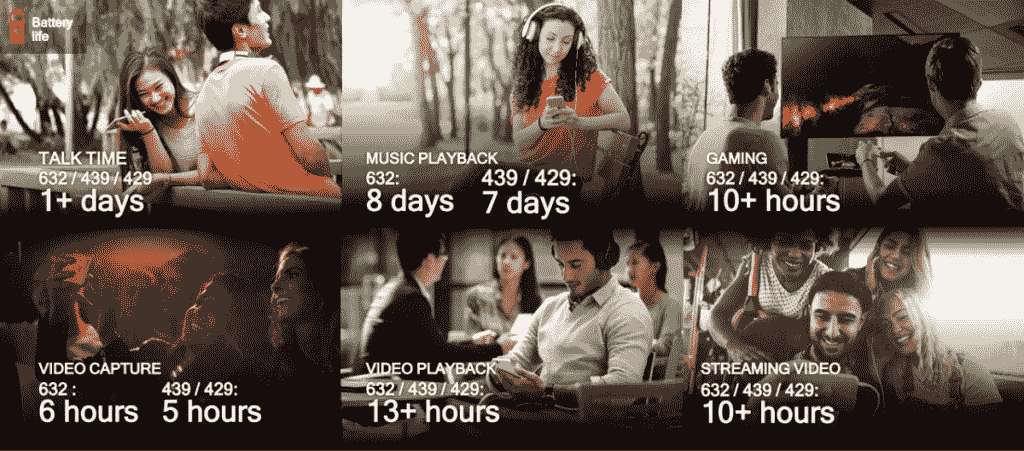 Battery
life
TALK TIME
632 / 439 / 429
1+ days
MUSIC PLAYBACK
632:
8 days
439 / 429:
7 days
GAMING
632 / 439 / 429:
10+ hours
VIDEO CAPTURE
632 :
6 hours
439 / 429:
5 hours
VIDEO PLAYBACK
632 / 439 / 429:
13+ hours
STREAMING VIDEO
632 / 439 / 429:
10+ hours